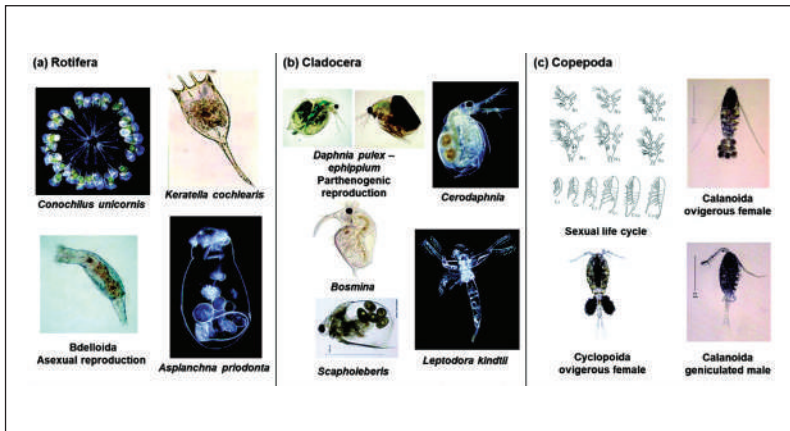 (a) Rotifera
Conochilus unicornis
Keratella cochlearis
Bdelloida
Asexual reproduction
Asplanchna priodonta
(b) Cladocera
Daphnia pulex –
ephippium
Parthenogenic
reproduction
Cerodaphnia
Bosmina
Scapholeberis
Leptodora kindtii
(c) Copepoda
Sexual life cycle
Calanoida
ovigerous female
Cyclopoida
ovigerous female
Calanoida
geniculated male